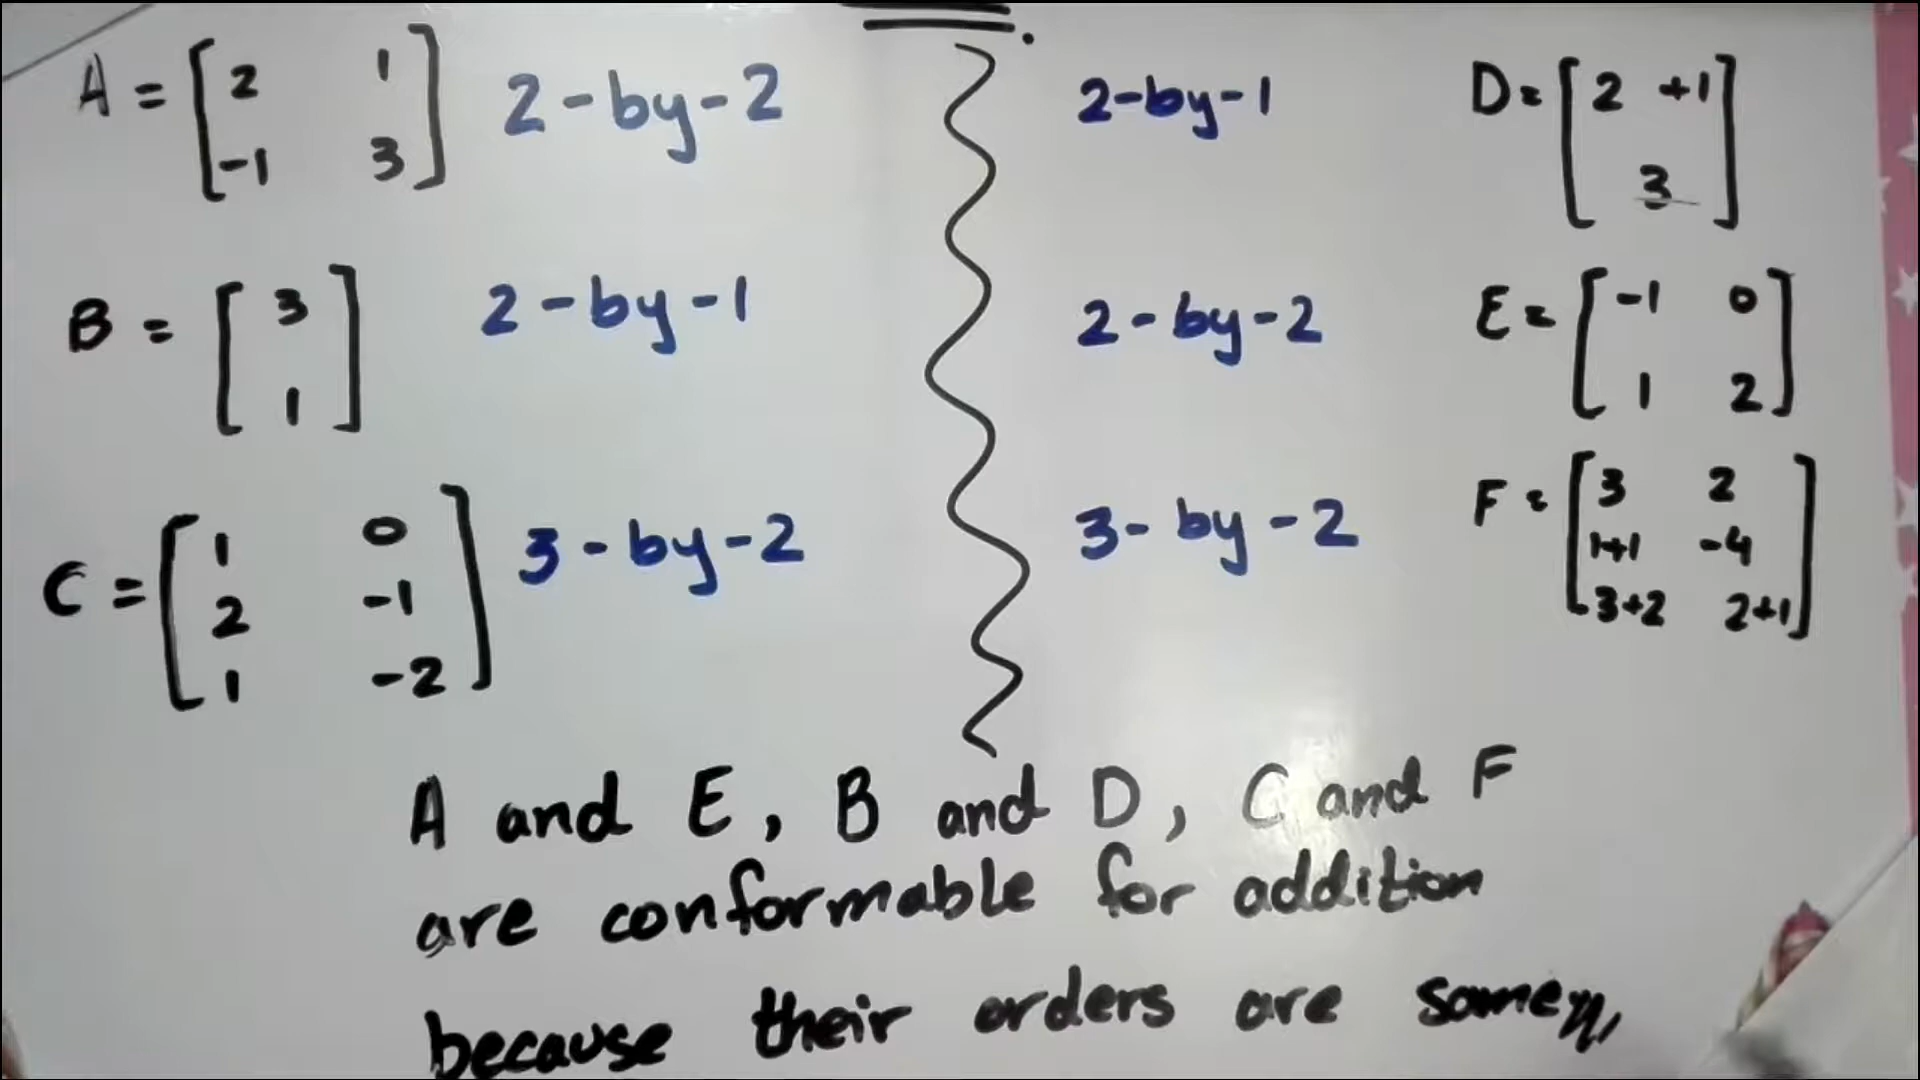 A = [ 2 1 2-by-2
-1 3 ]
B = [ 3 2-by-1
1 ]
C = [ 1 0 3-by-2
2 -1
1 -2 ]
2-by-1 D = [ 2 +1
3 ]
2-by-2 E = [ -1 0
1 2 ]
3-by-2 F = [ 3 2
1+1 -4
3+2 2+1 ]
A and E, B and D, C and F
are conformable for addition
because their orders are same